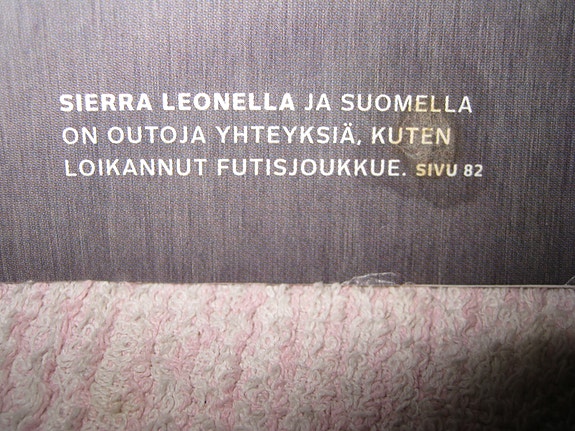 SIERRA LEONELLA JA SUOMELLA
ON OUTOJA YHTEYKSIÄ, KUTEN
LOIKANNUT FUTISJOUKKUE. SIVU 82